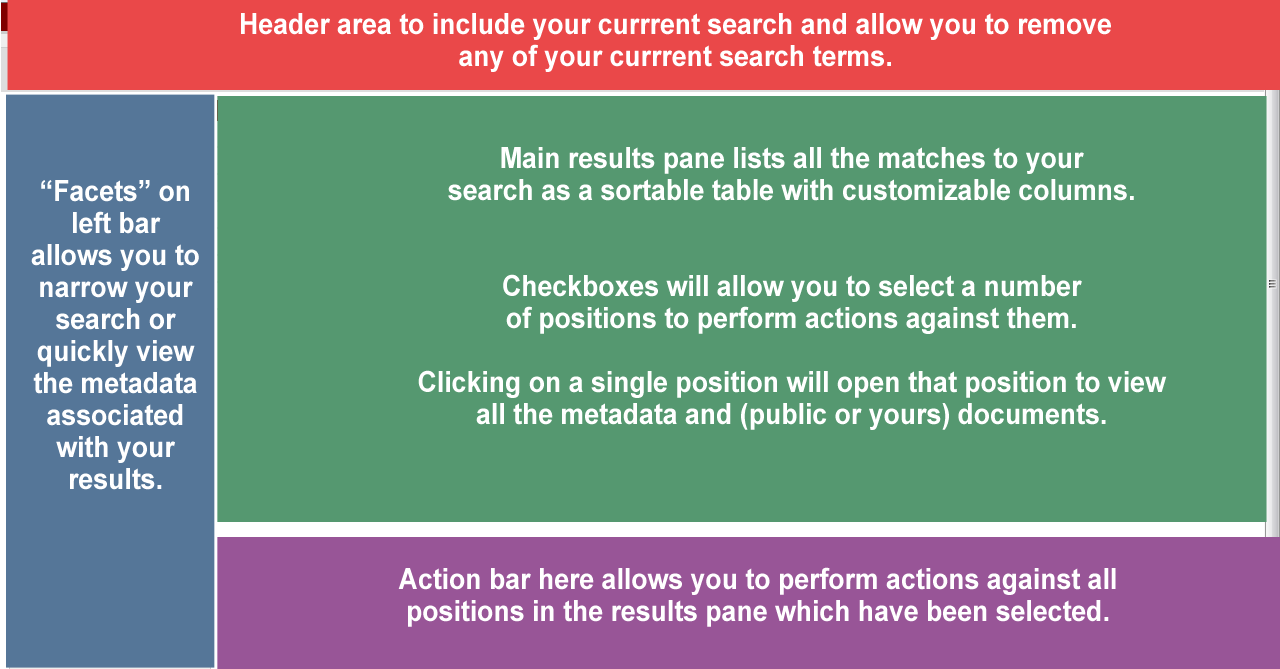 Header area to include your currrent search and allow you to remove
any of your currrent search terms.
“Facets” on
left bar
allows you to
narrow your
search or
quickly view
the metadata
associated
with your
results.
Main results pane lists all the matches to your
search as a sortable table with customizable columns.
Checkboxes will allow you to select a number
of positions to perform actions against them.
Clicking on a single position will open that position to view
all the metadata and (public or yours) documents.
Action bar here allows you to perform actions against all
positions in the results pane which have been selected.